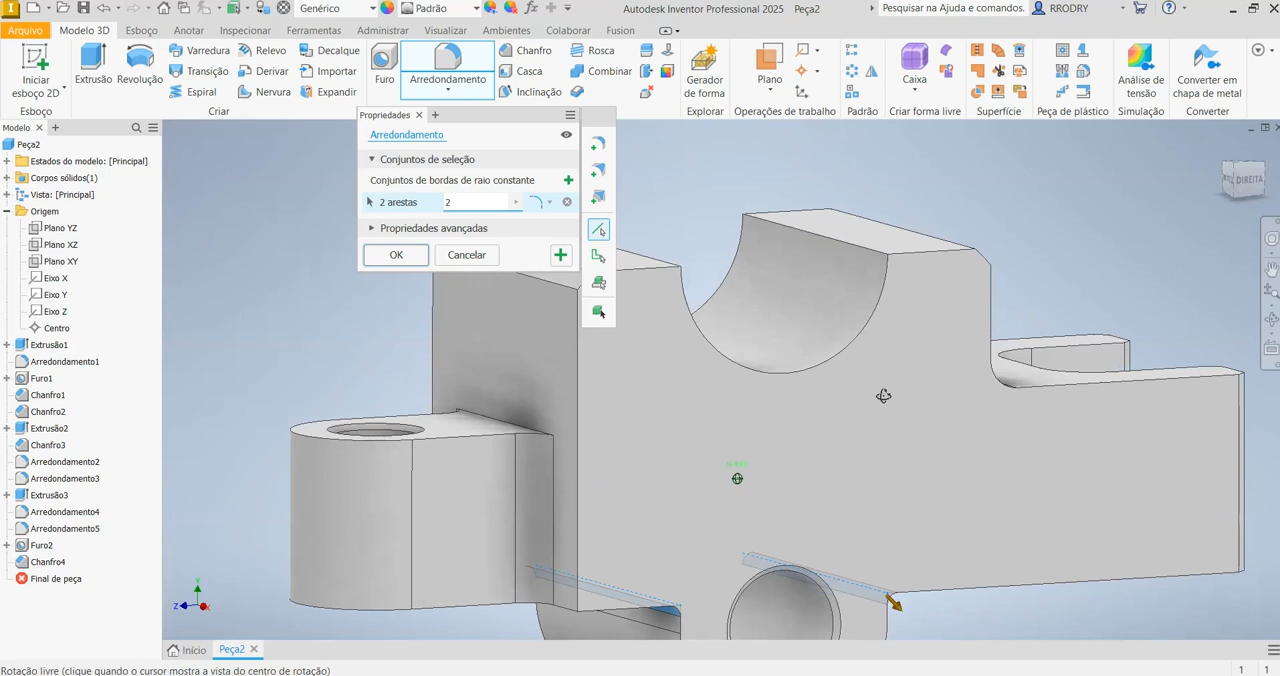 Genérico
Padrão
Autodesk Inventor Professional 2025 Peça2
Pesquisar na Ajuda e comandos.
RRODRY
Arquivo
Modelo 3D
Esboço
Anotar
Inspecionar
Ferramentas
Administrar
Visualizar
Ambientes
Colaborar
Fusion
Iniciar
esboço 2D
Esboço
Extrusão
Revolução
Varredura
Transição
Espiral
Relevo
Derivar
Nervura
Decalque
Importar
Expandir
Criar
Furo
Arredondamento
Chanfro
Casca
Inclinação
Rosca
Combinar
Gerador
de forma
Explorar
Plano
Operações de trabalho
Padrão
Caixa
Criar forma livre
Superfície
Peça de plástico
Análise de
tensão
Simulação
Converter em
chapa de metal
Converter
Modelo
Peça2
Estados do modelo: [Principal]
Corpos sólidos(1)
Vista: [Principal]
Origem
Plano YZ
Plano XZ
Plano XY
Eixo X
Eixo Y
Eixo Z
Centro
Extrusão1
Arredondamento1
Furo1
Chanfro1
Chanfro2
Extrusão2
Chanfro3
Arredondamento2
Arredondamento3
Extrusão3
Arredondamento4
Arredondamento5
Furo2
Chanfro4
Final de peça
Propriedades
Arredondamento
Conjuntos de seleção
Conjuntos de bordas de raio constante
2 arestas 2
Propriedades avançadas
OK Cancelar
DIREITA
Y
Z X
Início
Peça2
Rotação livre (clique quando o cursor mostra a vista do centro de rotação)
1 1